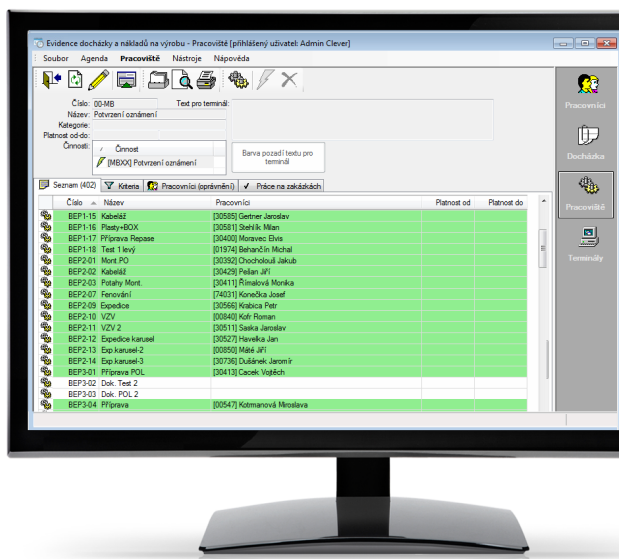 Evidence docházky a nákladů na výrobu - Pracoviště [přihlášený uživatel: Admin Clever]
Soubor Agenda Pracoviště Nástroje Nápověda
Číslo: 00-MB Text pro terminál:
Název: Potvrzení oznámení
Kategorie:
Platnost od-do:
Činnosti: / Činnost
[MBXX] Potvrzení oznámení
Barva pozadí textu pro
terminál
Pracovníci
Docházka
Pracoviště
Terminály
Seznam (402) Kriteria Pracovníci (oprávnění) Práce na zakázkách
Číslo Název Pracovníci Platnost od Platnost do
BEP1-15 Kabeláž [30585] Gertner Jaroslav
BEP1-16 Plasty+BOX [30581] Stehlík Milan
BEP1-17 Příprava Repase [30400] Moravec Elvis
BEP1-18 Test 1 levý [01974] Behančín Michal
BEP2-01 Mont.PO [30392] Chocholouš Jakub
BEP2-02 Kabeláž [30429] Pešan Jiří
BEP2-03 Potahy Mont. [30411] Římalová Monika
BEP2-07 Fenování [74031] Konečka Josef
BEP2-09 Expedice [30566] Krabica Petr
BEP2-10 VZV [00840] Kofr Roman
BEP2-11 VZV 2 [30511] Saska Jaroslav
BEP2-12 Expedice karusel [30527] Havelka Jan
BEP2-13 Exp.karusel-2 [00850] Máté Jiří
BEP2-14 Exp.karusel-3 [30736] Dušánek Jaromír
BEP3-01 Příprava POL [30413] Cacek Vojtěch
BEP3-02 Dok. Test 2
BEP3-03 Dok. POL 2
BEP3-04 Příprava [00547] Kotrmanová Miroslava